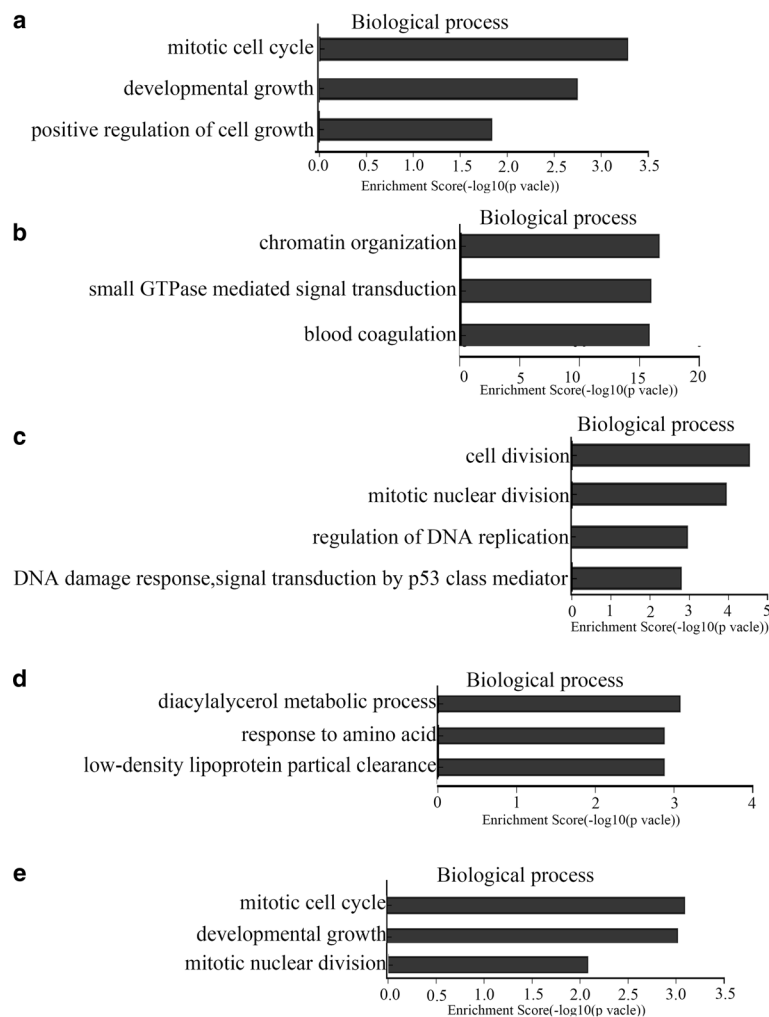 a
Biological process
mitotic cell cycle
developmental growth
positive regulation of cell growth
0.0 0.5 1.0 1.5 2.0 2.5 3.0 3.5
Enrichment Score(-log10(p vacle))
b
Biological process
chromatin organization
small GTPase mediated signal transduction
blood coagulation
0 5 10 15 20
Enrichment Score(-log10(p vacle))
c
Biological process
cell division
mitotic nuclear division
regulation of DNA replication
DNA damage response,signal transduction by p53 class mediator
0 1 2 3 4 5
Enrichment Score(-log10(p vacle))
d
Biological process
diacylalycerol metabolic process
response to amino acid
low-density lipoprotein partical clearance
0 1 2 3 4
Enrichment Score(-log10(p vacle))
e
Biological process
mitotic cell cycle
developmental growth
mitotic nuclear division
0.0 0.5 1.0 1.5 2.0 2.5 3.0 3.5
Enrichment Score(-log10(p vacle))